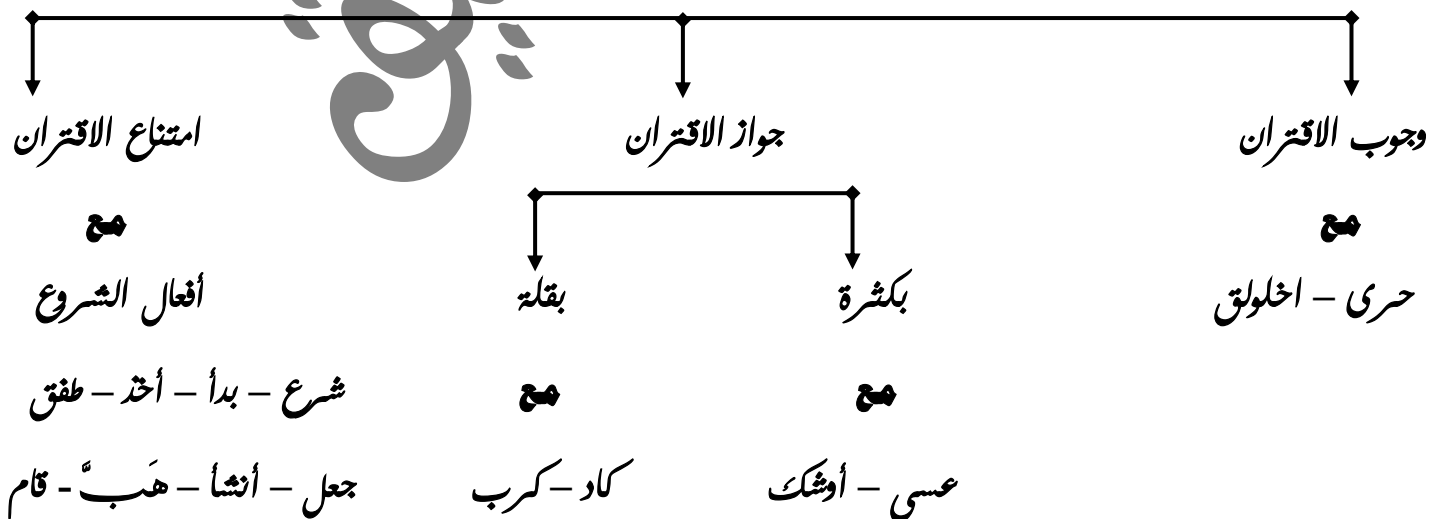 وجوب الاقتران
جواز الاقتران
امتناع الاقتران
مع
مع
حرى – اخلولق
بكثرة
بقلة
أفعال الشروع
مع
مع
شرع – بدأ – أخذ – طفق
عسى – أوشك
كاد – كرب
جعل – أنشأ – هَبَّ - قام